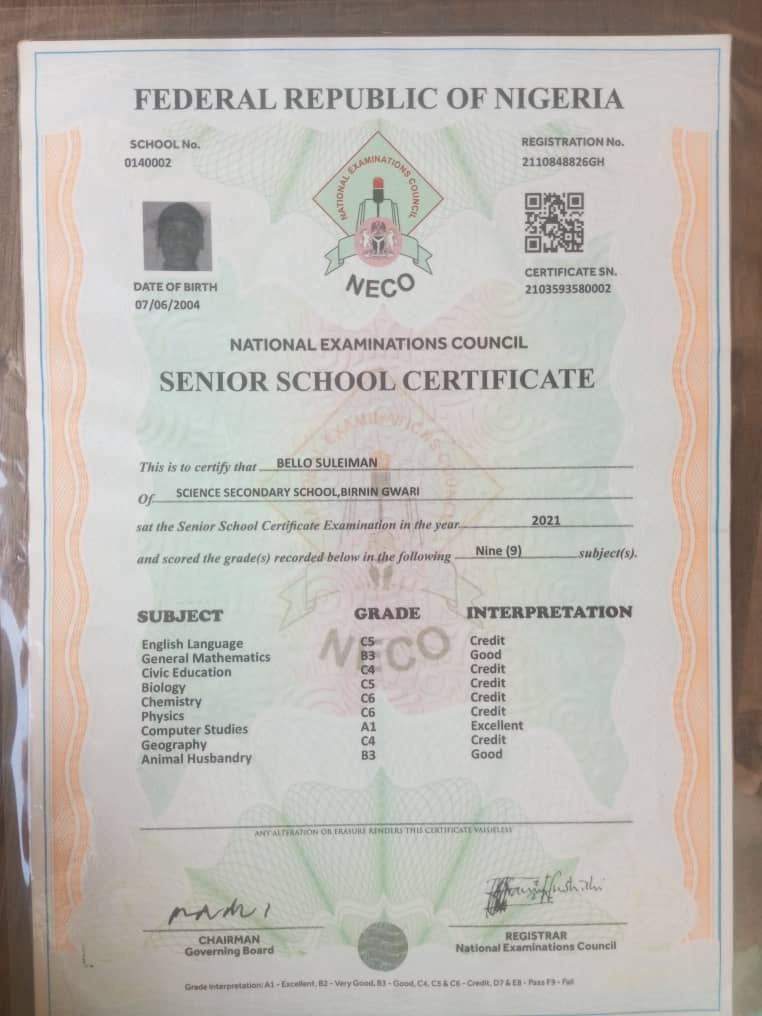 FEDERAL REPUBLIC OF NIGERIA
SCHOOL No.
0140002
REGISTRATION No.
2110848826GH
NATIONAL EXAMINATIONS COUNCIL
NECO
DATE OF BIRTH
07/06/2004
CERTIFICATE SN.
2103593580002
NATIONAL EXAMINATIONS COUNCIL
SENIOR SCHOOL CERTIFICATE
This is to certify that BELLO SULEIMAN
Of SCIENCE SECONDARY SCHOOL,BIRNIN GWARI
sat the Senior School Certificate Examination in the year 2021
and scored the grade(s) recorded below in the following Nine (9) subject(s).
SUBJECT GRADE INTERPRETATION
English Language C5 Credit
General Mathematics B3 Good
Civic Education C4 Credit
Biology C5 Credit
Chemistry C6 Credit
Physics C6 Credit
Computer Studies A1 Excellent
Geography C4 Credit
Animal Husbandry B3 Good
NECO
ANY ALTERATION OR ERASURE RENDERS THIS CERTIFICATE VALUELESS
CHAIRMAN
Governing Board
REGISTRAR
National Examinations Council
Grade Interpretation: A1 - Excellent, B2 - Very Good, B3 - Good, C4, C5 & C6 - Credit, D7 & E8 - Pass F9 - Fail